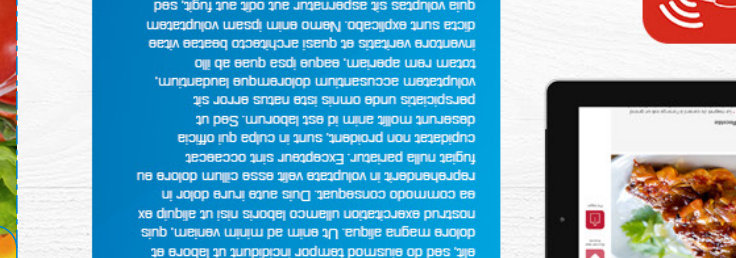 elit, sed do eiusmod tempor incididunt ut labore et
dolore magna aliqua. Ut enim ad minim veniam, quis
nostrud exercitation ullamco laboris nisi ut aliquip ex
ea commodo consequat. Duis aute irure dolor in
reprehenderit in voluptate velit esse cillum dolore eu
fugiat nulla pariatur. Excepteur sint occaecat
cupidatat non proident, sunt in culpa qui officia
deserunt mollit anim id est laborum. Sed ut
perspiciatis unde omnis iste natus error sit
voluptatem accusantium doloremque laudantium,
totam rem aperiam, eaque ipsa quae ab illo
inventore veritatis et quasi architecto beatae vitae
dicta sunt explicabo. Nemo enim ipsam voluptatem
quia voluptas sit aspernatur aut odit aut fugit, sed